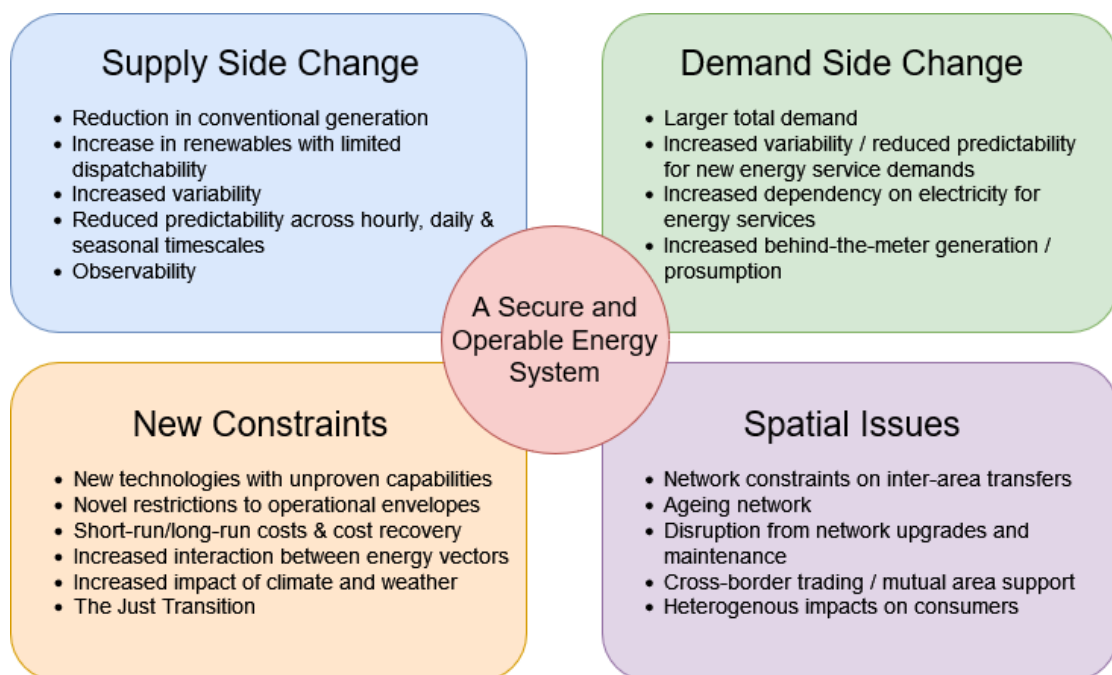 Supply Side Change
• Reduction in conventional generation
• Increase in renewables with limited
dispatchability
• Increased variability
• Reduced predictability across hourly, daily &
seasonal timescales
• Observability
Demand Side Change
• Larger total demand
• Increased variability / reduced predictability
for new energy service demands
• Increased dependency on electricity for
energy services
• Increased behind-the-meter generation /
prosumption
A Secure and
Operable Energy
System
New Constraints
• New technologies with unproven capabilities
• Novel restrictions to operational envelopes
• Short-run/long-run costs & cost recovery
• Increased interaction between energy vectors
• Increased impact of climate and weather
• The Just Transition
Spatial Issues
• Network constraints on inter-area transfers
• Ageing network
• Disruption from network upgrades and
maintenance
• Cross-border trading / mutual area support
• Heterogenous impacts on consumers